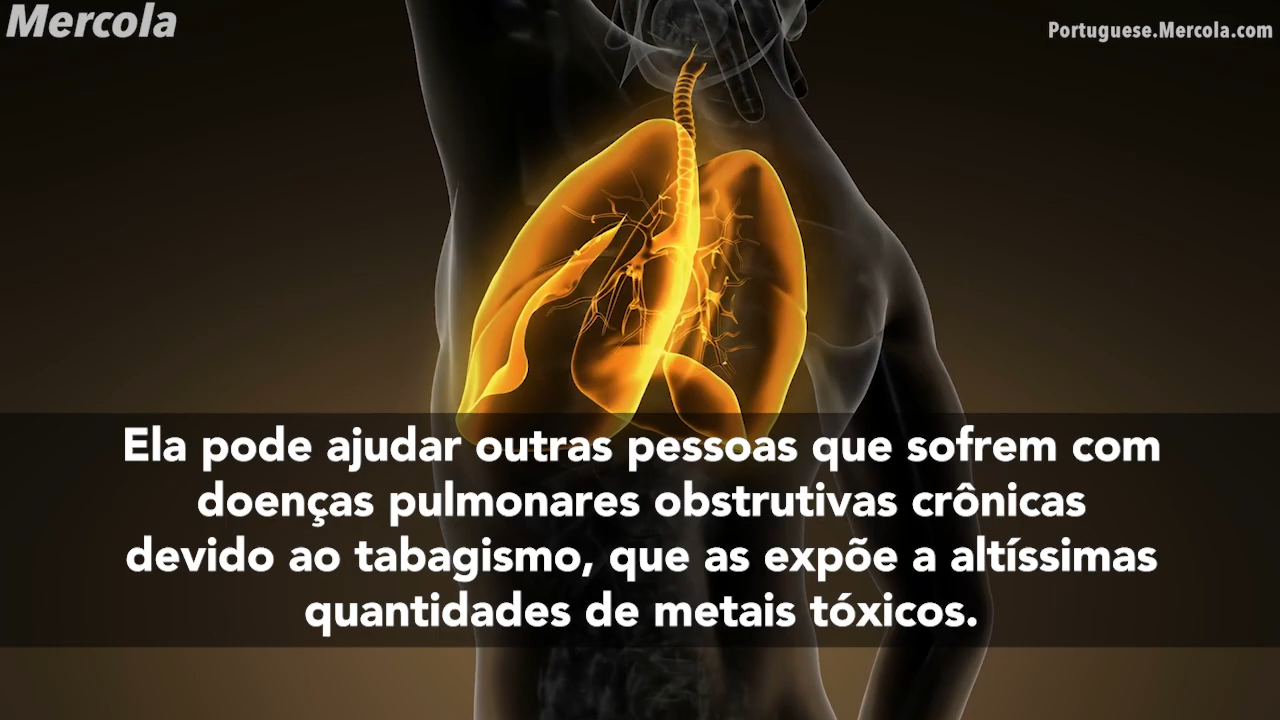 Mercola
Portuguese.Mercola.com
Ela pode ajudar outras pessoas que sofrem com
doenças pulmonares obstrutivas crônicas
devido ao tabagismo, que as expõe a altíssimas
quantidades de metais tóxicos.